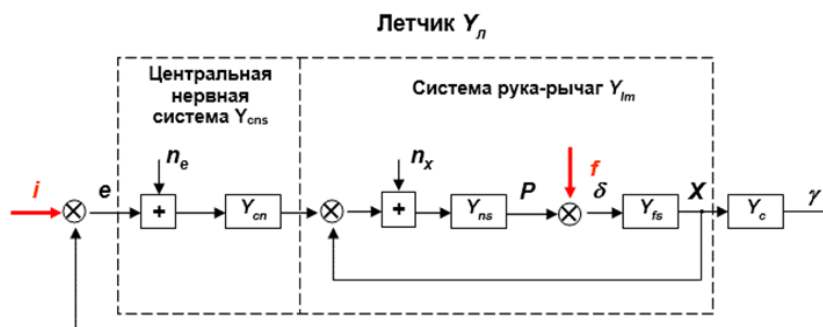 Летчик Yл
Центральная
нервная
система Ycns
Система рука-рычаг Ylm
ne
nx
f
i
e
+
Ycn
+
Yns
P
δ
Yfs
X
Yc
γ